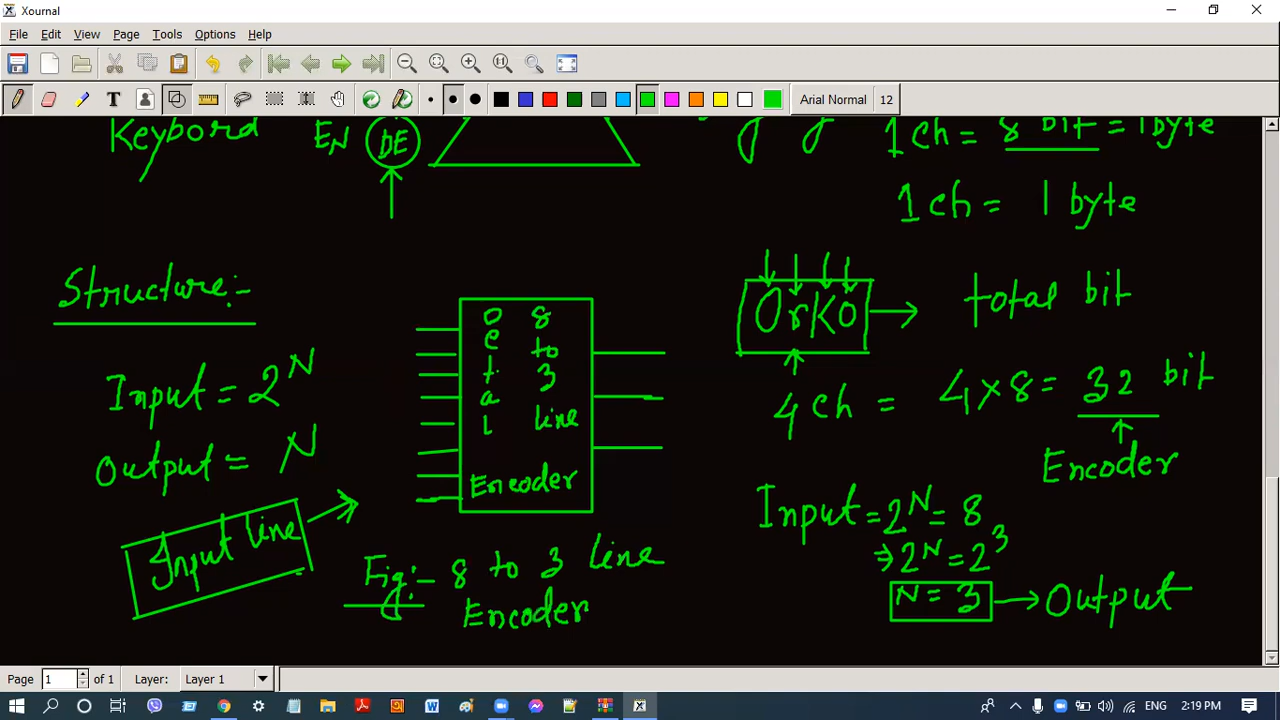 Xournal
File Edit View Page Tools Options Help
Arial Normal 12
Keybord EN DE
1 Ch = 8 bit = 1 byte
1 ch = 1 byte
Structure:-
Input = 2^N
Output = N
Input line
O 8
c to
t 3
a
l line
Encoder
Fig:- 8 to 3 line
Encoder
OrKO → total bit
4 Ch = 4×8 = 32 bit
Encoder
Input = 2^N = 8
⇒ 2^N = 2^3
N = 3 → Output
Page 1 of 1 Layer: Layer 1
ENG 2:19 PM